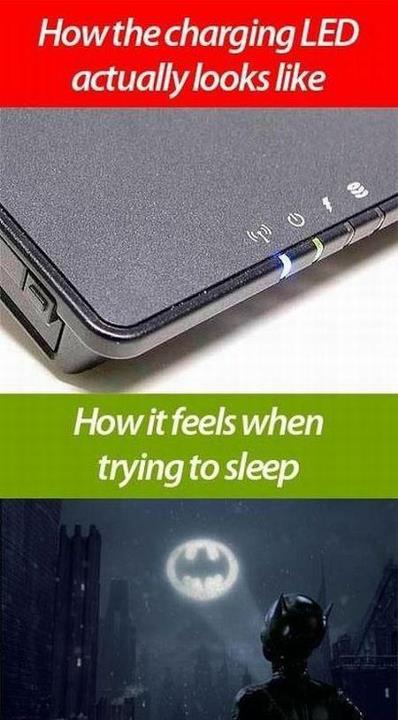 How the charging LED
actually looks like
How it feels when
trying to sleep